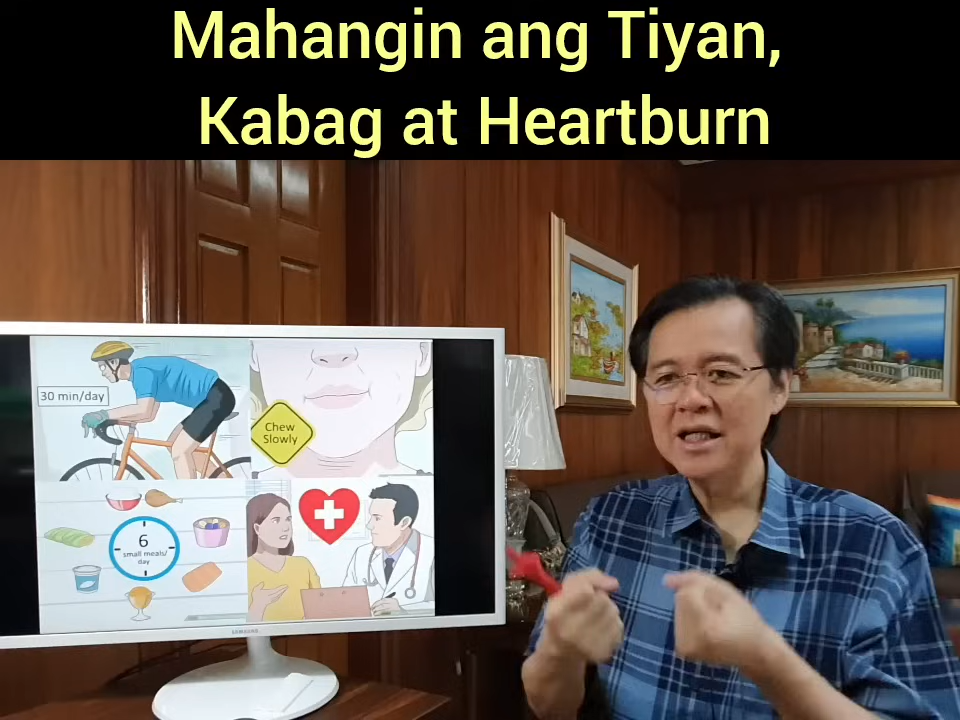 Mahangin ang Tiyan,
Kabag at Heartburn
30 min/day
Chew
Slowly
6
small meals/
day
SAMSUNG